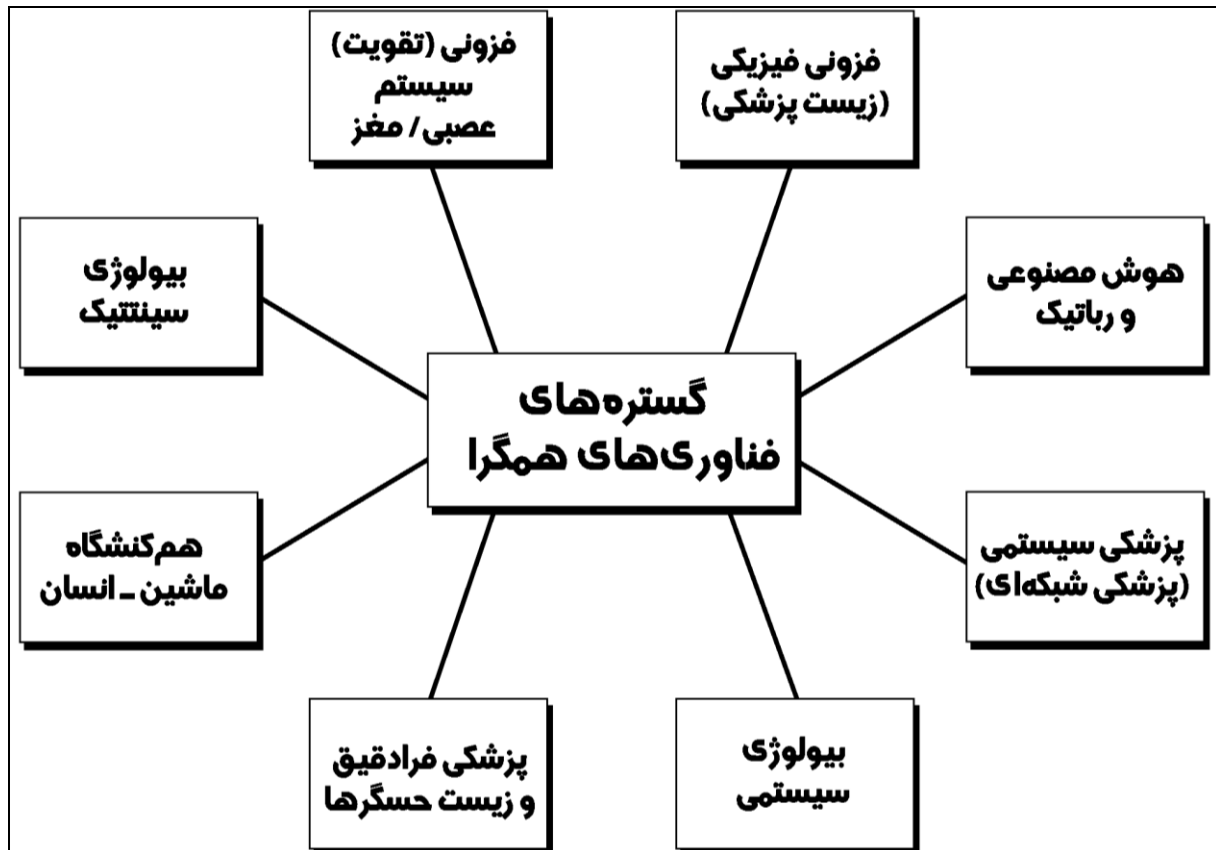 فزونی فیزیکی
(زیست پزشکی)
فزونی (تقویت)
سیستم
عصبی/ مغز
هوش مصنوعی
و رباتیک
بیولوژی
سینتتیک
گستره‌های
فناوری‌های همگرا
پزشکی سیستمی
(پزشکی شبکه‌ای)
هم‌کنشگاه
ماشین ـ انسان
بیولوژی
سیستمی
پزشکی فرادقیق
و زیست حسگرها